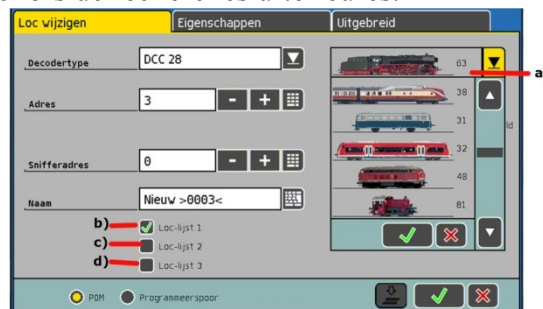 Loc wijzigen Eigenschappen Uitgebreid
Decodertype DCC 28
63
a
Adres 3 - +
38
31
ld
Snifferadres 0 - +
32
48
Naam Nieuw >0003<
81
b) Loc-lijst 1
c) Loc-lijst 2
d) Loc-lijst 3
POM Programmeerspoor